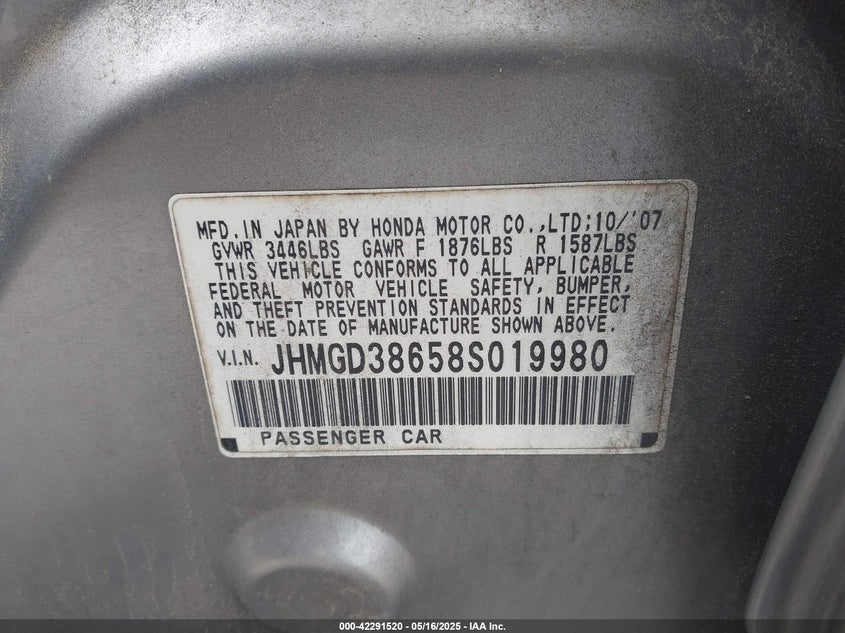 MFD. IN JAPAN BY HONDA MOTOR CO.,LTD;10/'07
GVWR 3446LBS GAWR F 1876LBS R 1587LBS
THIS VEHICLE CONFORMS TO ALL APPLICABLE
FEDERAL MOTOR VEHICLE SAFETY, BUMPER,
AND THEFT PREVENTION STANDARDS IN EFFECT
ON THE DATE OF MANUFACTURE SHOWN ABOVE.
V.I.N. JHMGD38658S019980
PASSENGER CAR
000-42291520 - 05/16/2025 - IAA Inc.